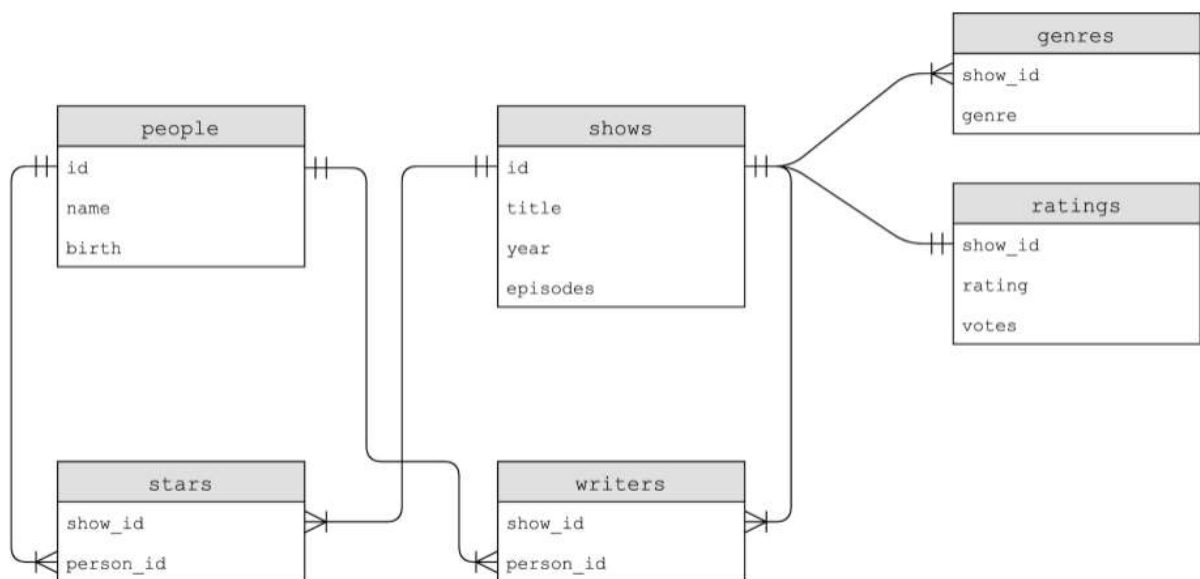 people
id
name
birth
shows
id
title
year
episodes
genres
show_id
genre
ratings
show_id
rating
votes
stars
show_id
person_id
writers
show_id
person_id